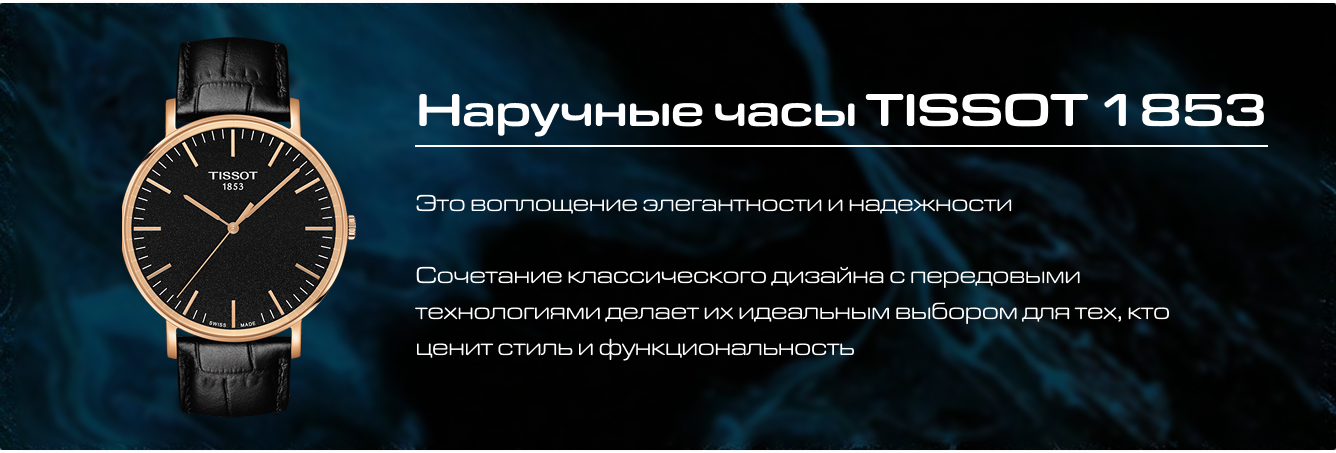 TISSOT
1853
SWISS MADE
Наручные часы TISSOT 1853
Это воплощение элегантности и надежности
Сочетание классического дизайна с передовыми
технологиями делает их идеальным выбором для тех, кто
ценит стиль и функциональность